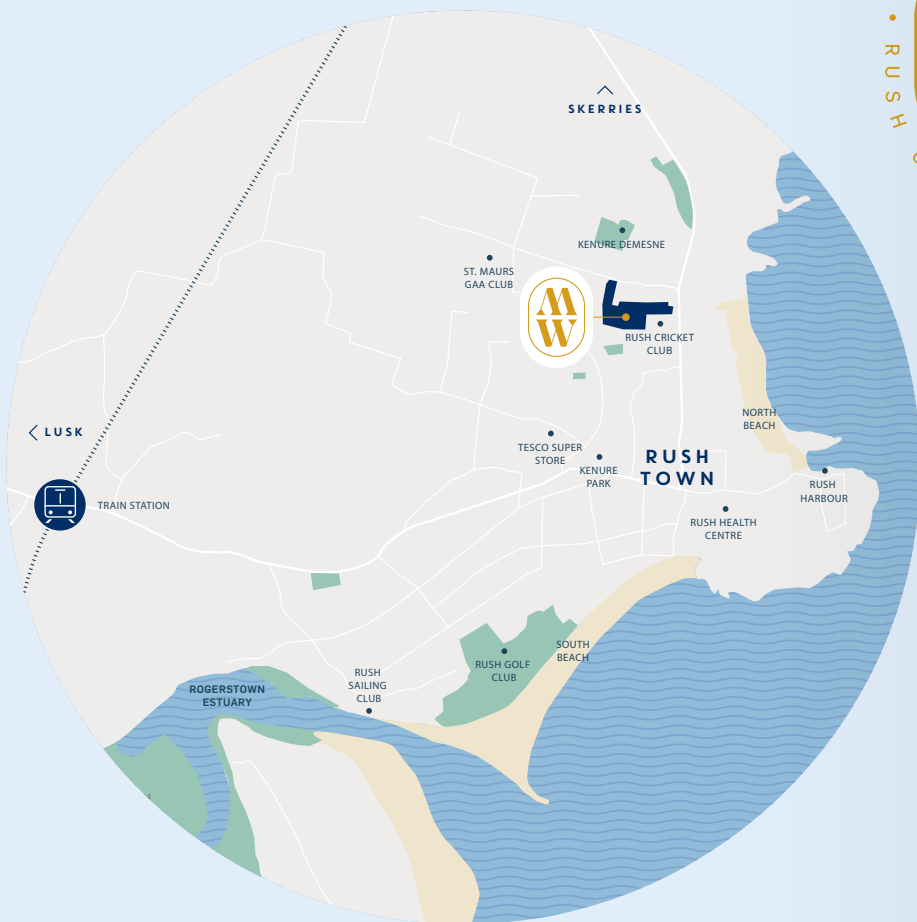 SKERRIES
RUSH
KENURE DEMESNE
ST. MAURS
GAA CLUB
MW
RUSH CRICKET
CLUB
NORTH
BEACH
LUSK
TESCO SUPER
STORE
KENURE
PARK
RUSH
TOWN
RUSH
HARBOUR
TRAIN STATION
RUSH HEALTH
CENTRE
SOUTH
BEACH
RUSH GOLF
CLUB
RUSH
SAILING
CLUB
ROGERSTOWN
ESTUARY